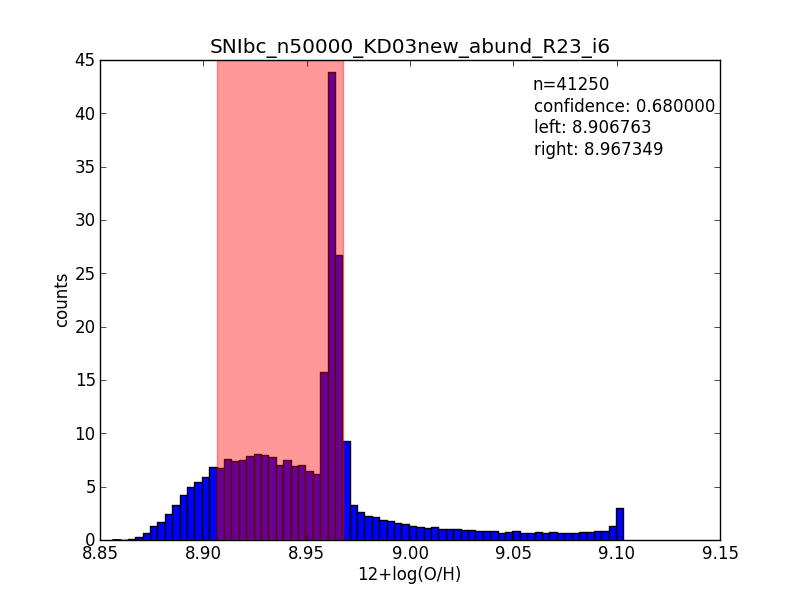 SNIbc_n50000_KD03new_abund_R23_i6
n=41250
confidence: 0.680000
left: 8.906763
right: 8.967349
counts
45
40
35
30
25
20
15
10
5
0
8.85 8.90 8.95 9.00 9.05 9.10 9.15
12+log(O/H)